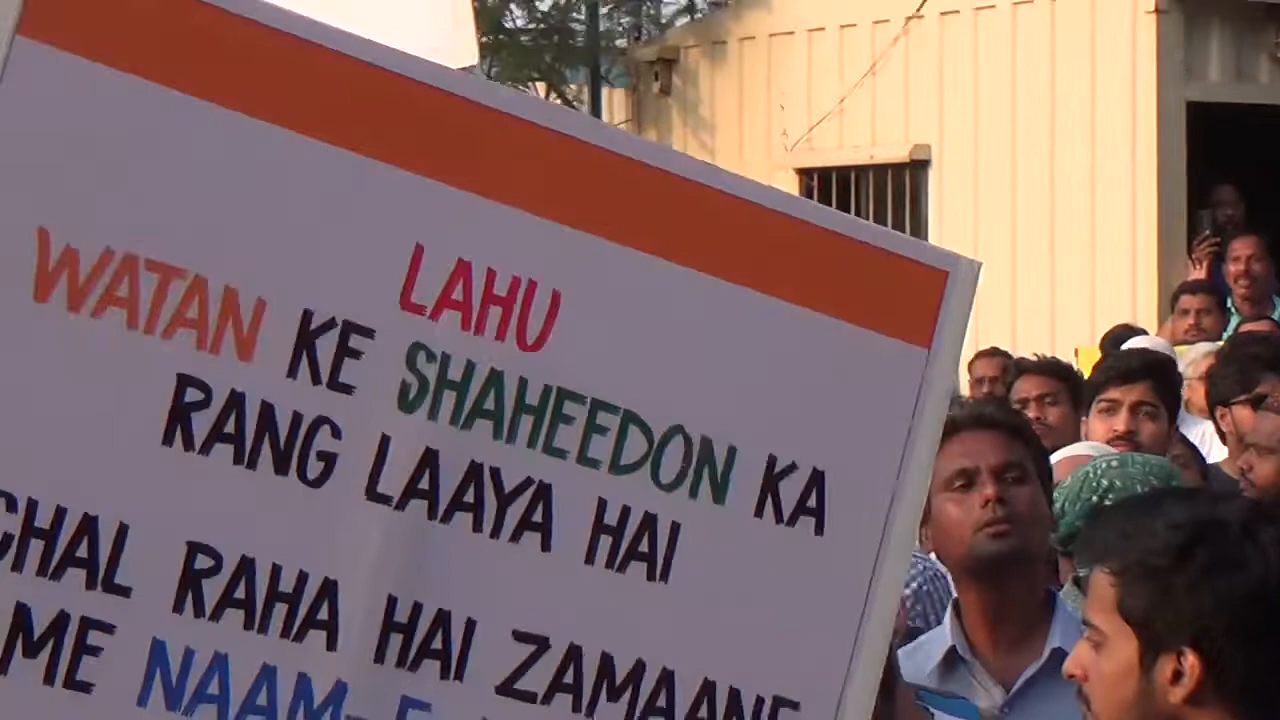 LAHU
WATAN KE SHAHEEDON KA
RANG LAAYA HAI
CHAL RAHA HAI ZAMAANE
ME NAAM-E